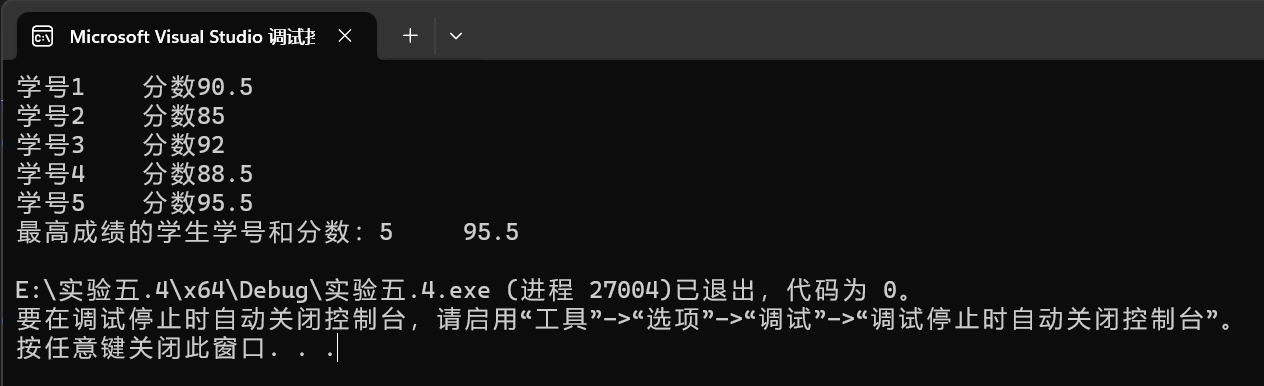 Microsoft Visual Studio 调试控
学号1    分数90.5
学号2    分数85
学号3    分数92
学号4    分数88.5
学号5    分数95.5
最高成绩的学生学号和分数：5     95.5
E:\实验五.4\x64\Debug\实验五.4.exe (进程 27004)已退出，代码为 0。
要在调试停止时自动关闭控制台，请启用“工具”->“选项”->“调试”->“调试停止时自动关闭控制台”。
按任意键关闭此窗口. . .